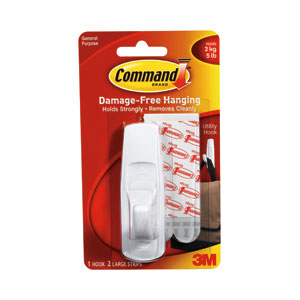 General
Purpose
HOLDS
2 kg
5 lb
Command
BRAND
Damage-Free Hanging
Holds Strongly • Removes Cleanly
Utility
Hook
1 HOOK 2 LARGE STRIPS
3M